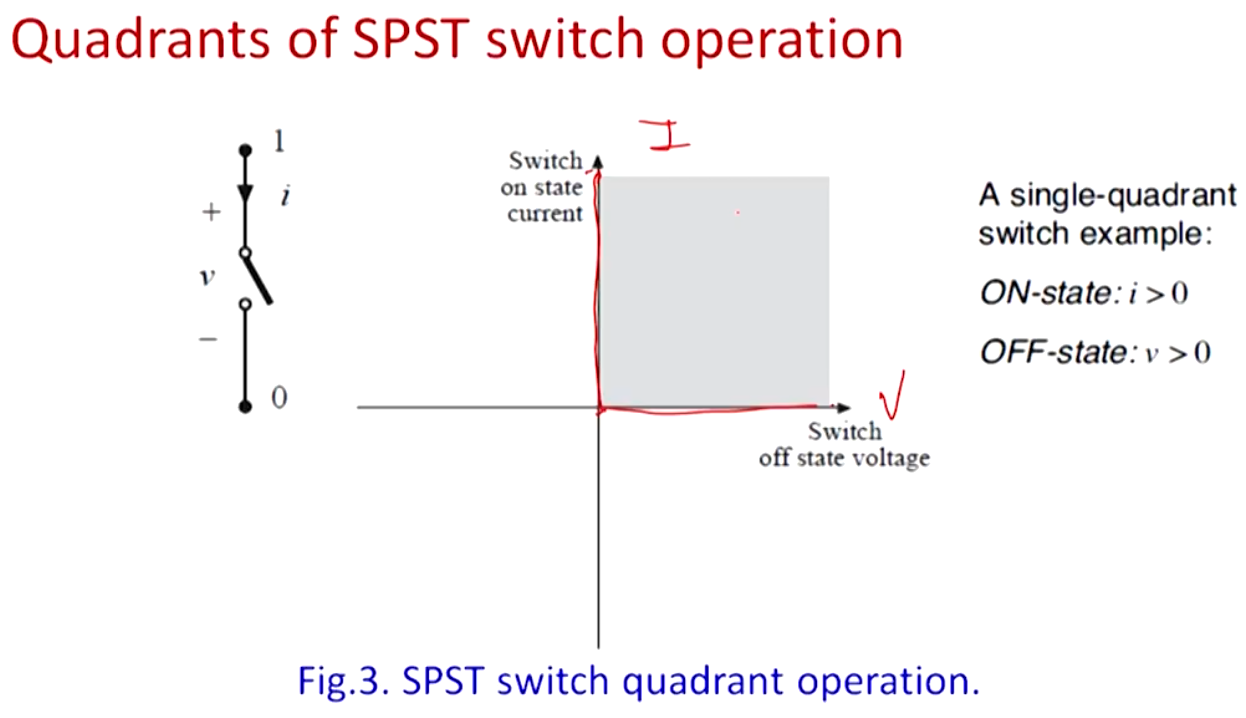 Quadrants of SPST switch operation
1
i
+
v
−
0
I
Switch
on state
current
V
Switch
off state voltage
A single-quadrant
switch example:
ON-state: i > 0
OFF-state: v > 0
Fig.3. SPST switch quadrant operation.